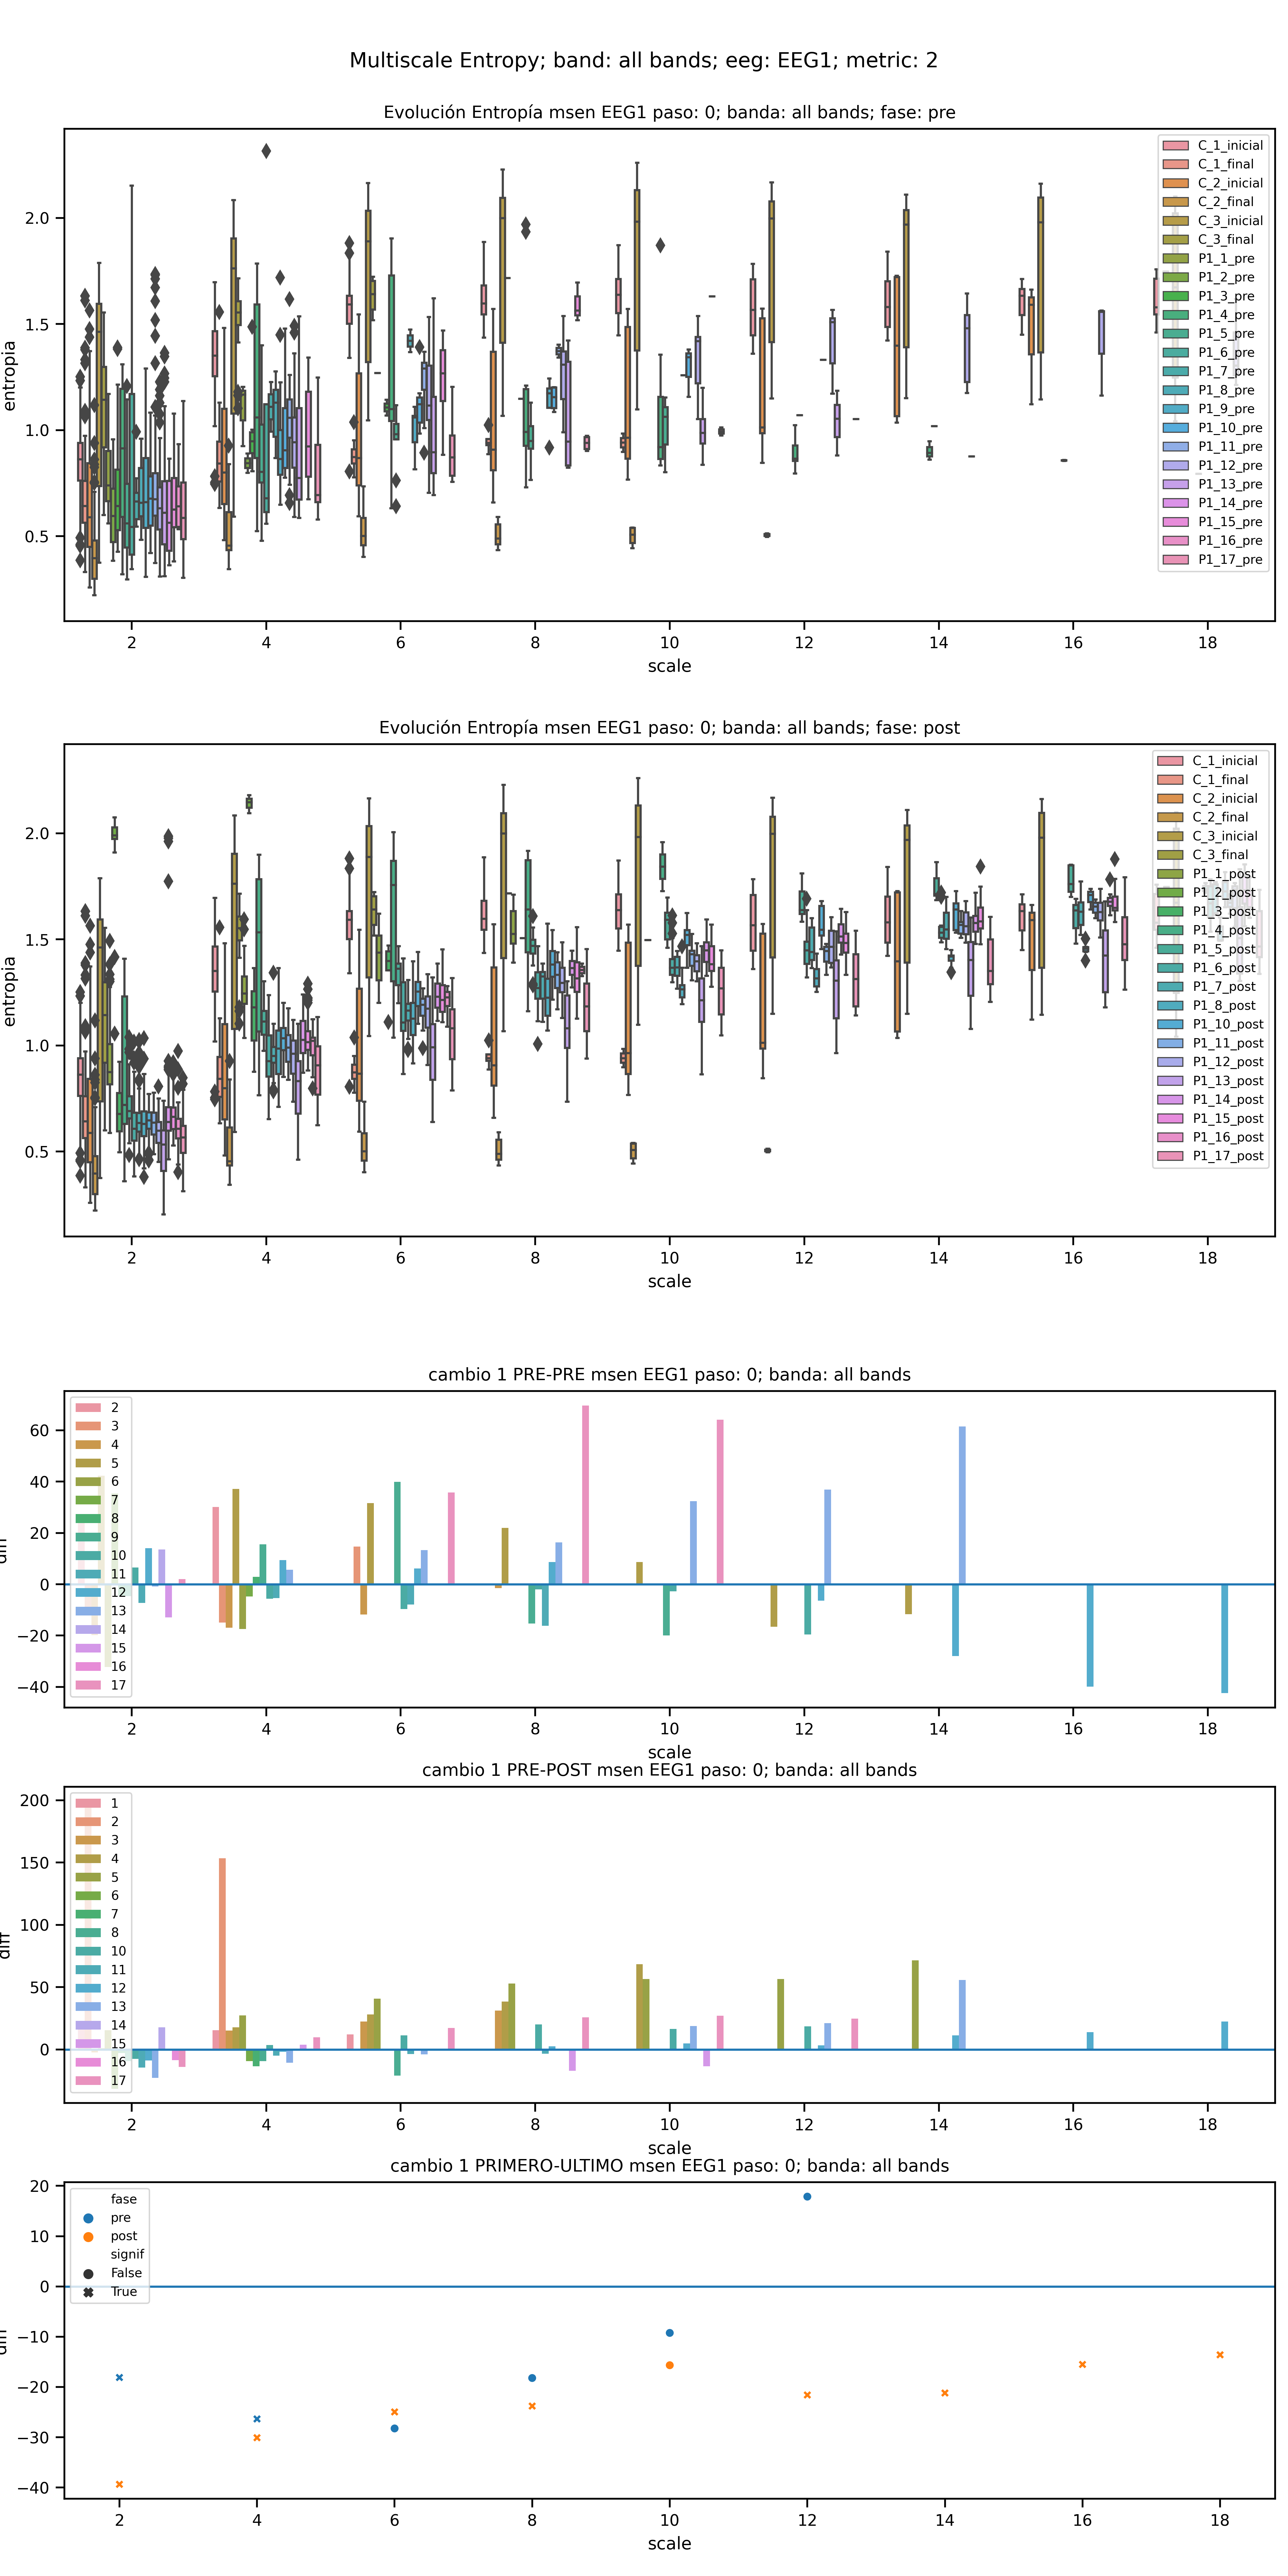 Multiscale Entropy; band: all bands; eeg: EEG1; metric: 2
Evolución Entropía msen EEG1 paso: 0; banda: all bands; fase: pre
entropia
2.0
1.5
1.0
0.5
C_1_inicial
C_1_final
C_2_inicial
C_2_final
C_3_inicial
C_3_final
P1_1_pre
P1_2_pre
P1_3_pre
P1_4_pre
P1_5_pre
P1_6_pre
P1_7_pre
P1_8_pre
P1_9_pre
P1_10_pre
P1_11_pre
P1_12_pre
P1_13_pre
P1_14_pre
P1_15_pre
P1_16_pre
P1_17_pre
2 4 6 8 10 12 14 16 18
scale
Evolución Entropía msen EEG1 paso: 0; banda: all bands; fase: post
entropia
2.0
1.5
1.0
0.5
C_1_inicial
C_1_final
C_2_inicial
C_2_final
C_3_inicial
C_3_final
P1_1_post
P1_2_post
P1_3_post
P1_4_post
P1_5_post
P1_6_post
P1_7_post
P1_8_post
P1_10_post
P1_11_post
P1_12_post
P1_13_post
P1_14_post
P1_15_post
P1_16_post
P1_17_post
2 4 6 8 10 12 14 16 18
scale
cambio 1 PRE-PRE msen EEG1 paso: 0; banda: all bands
60
40
20
0
−20
−40
2
3
4
5
6
7
8
9
10
11
12
13
14
15
16
17
2 4 6 8 10 12 14 16 18
scale
cambio 1 PRE-POST msen EEG1 paso: 0; banda: all bands
diff
200
150
100
50
0
1
2
3
4
5
6
7
8
10
11
12
13
14
15
16
17
2 4 6 8 10 12 14 16 18
scale
cambio 1 PRIMERO-ULTIMO msen EEG1 paso: 0; banda: all bands
20
10
0
−10
−20
−30
−40
fase
pre
post
signif
False
True
2 4 6 8 10 12 14 16 18
scale